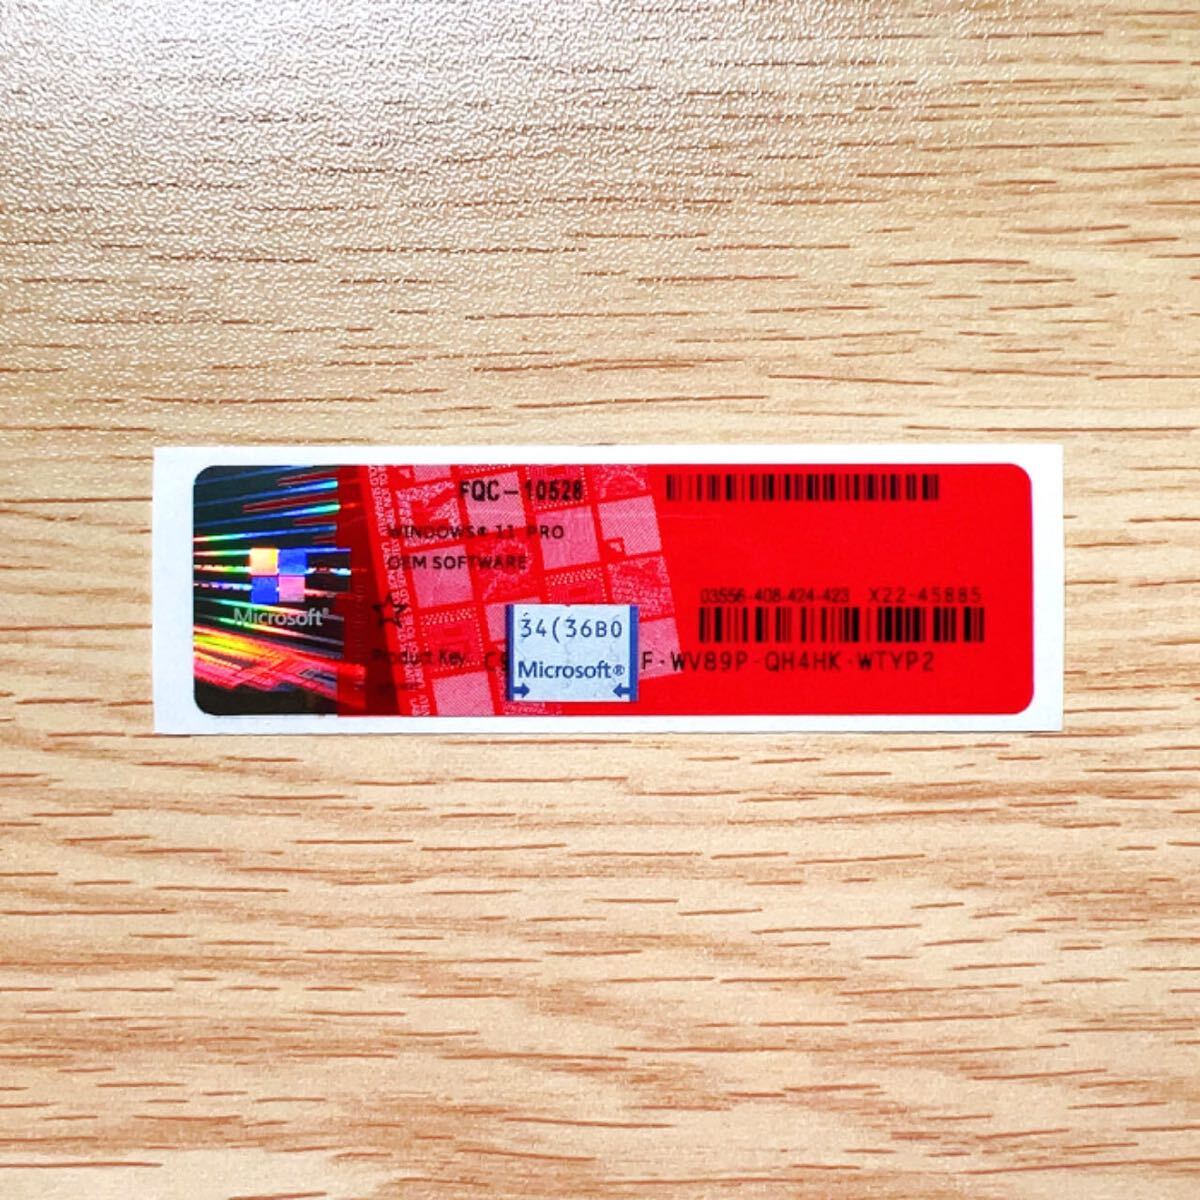 FQC-10528
WINDOWS® 11 PRO
OEM SOFTWARE
03556-408-424-423 X22-45885
34(36B0
Microsoft®
Microsoft®
Product Key: F-WV89P-QH4HK-WTYP2